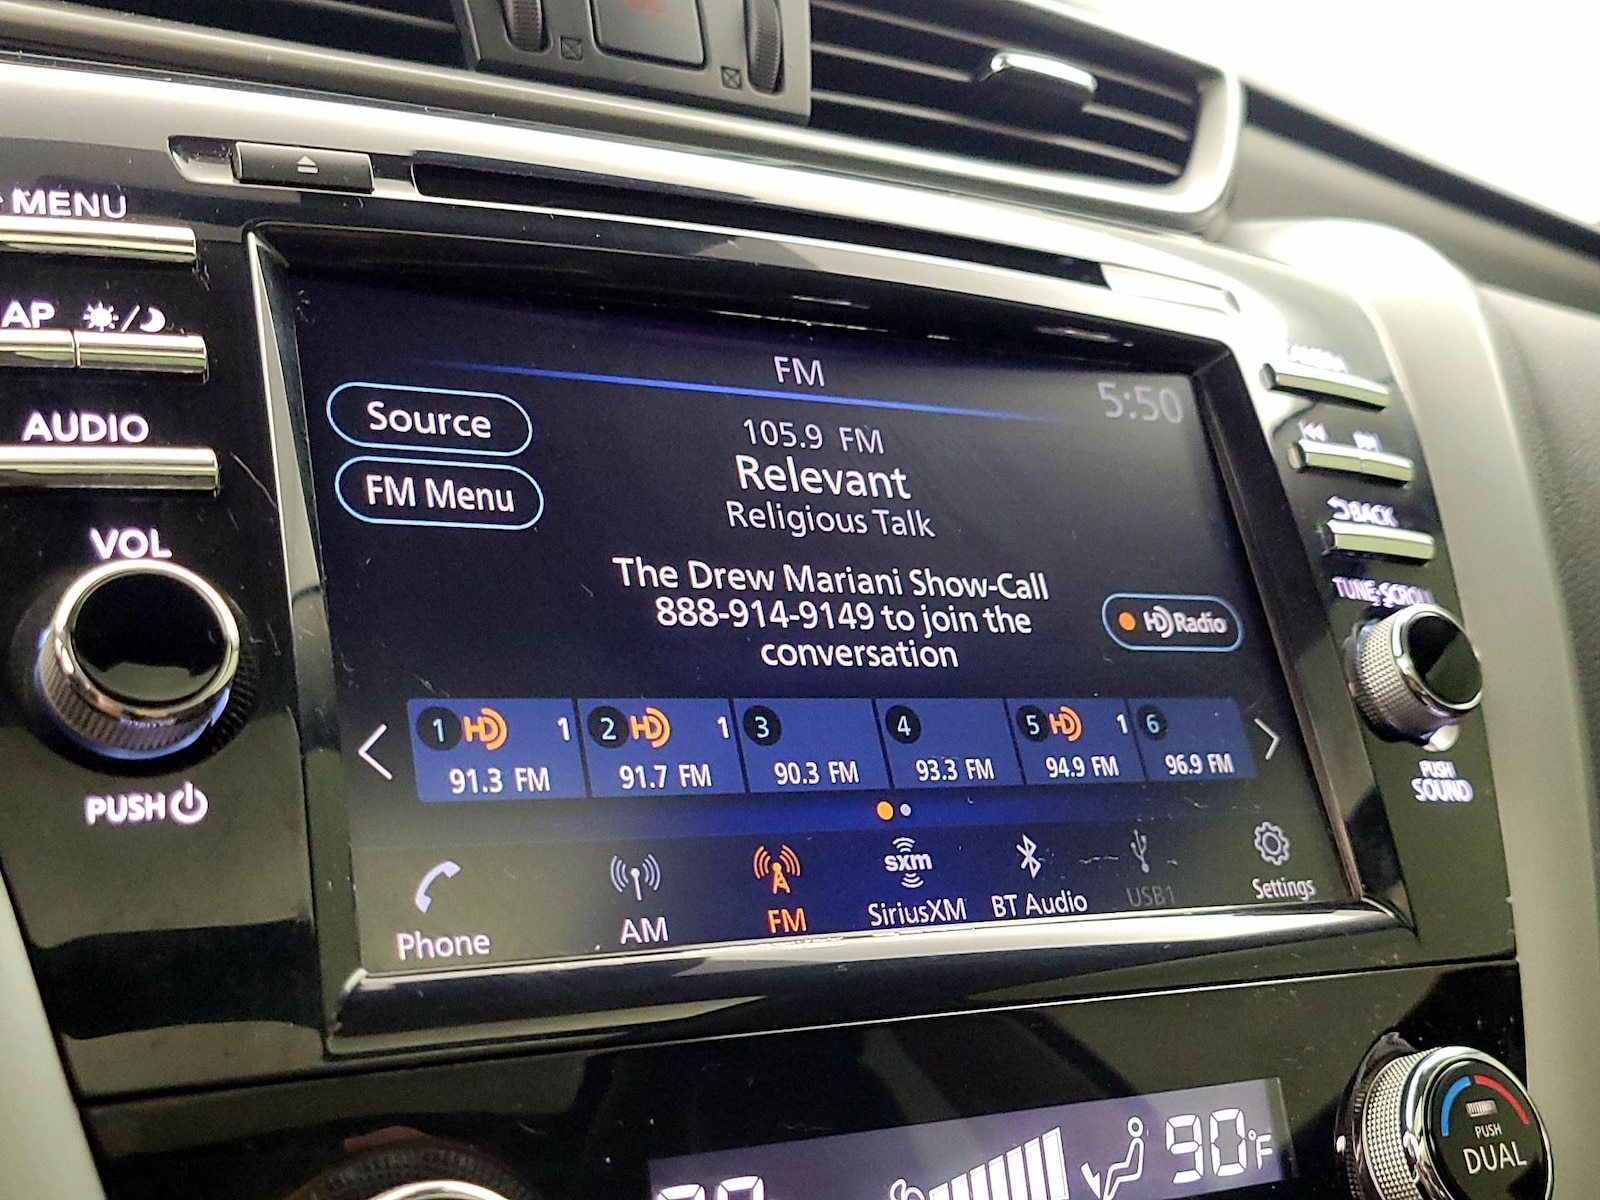 MENU
AP
AUDIO
VOL
PUSH
FM
5:50
Source
FM Menu
105.9 FM
Relevant
Religious Talk
The Drew Mariani Show-Call
888-914-9149 to join the
conversation
HD Radio
1 HD 1
91.3 FM
2 HD 1
91.7 FM
3
90.3 FM
4
93.3 FM
5 HD 1
94.9 FM
6
96.9 FM
Phone
AM
FM
sxm
SiriusXM
BT Audio
USB1
Settings
CAMERA
BACK
TUNE·SCROLL
PUSH
SOUND
90°F
PUSH
DUAL